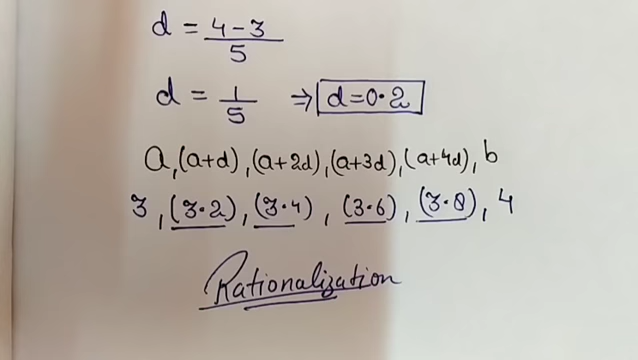 d = 4-3
5
d = 1/5 ⇒ d=0·2
a,(a+d),(a+2d),(a+3d),(a+4d),b
3,(3·2),(3·4),(3·6),(3·8),4
Rationalization